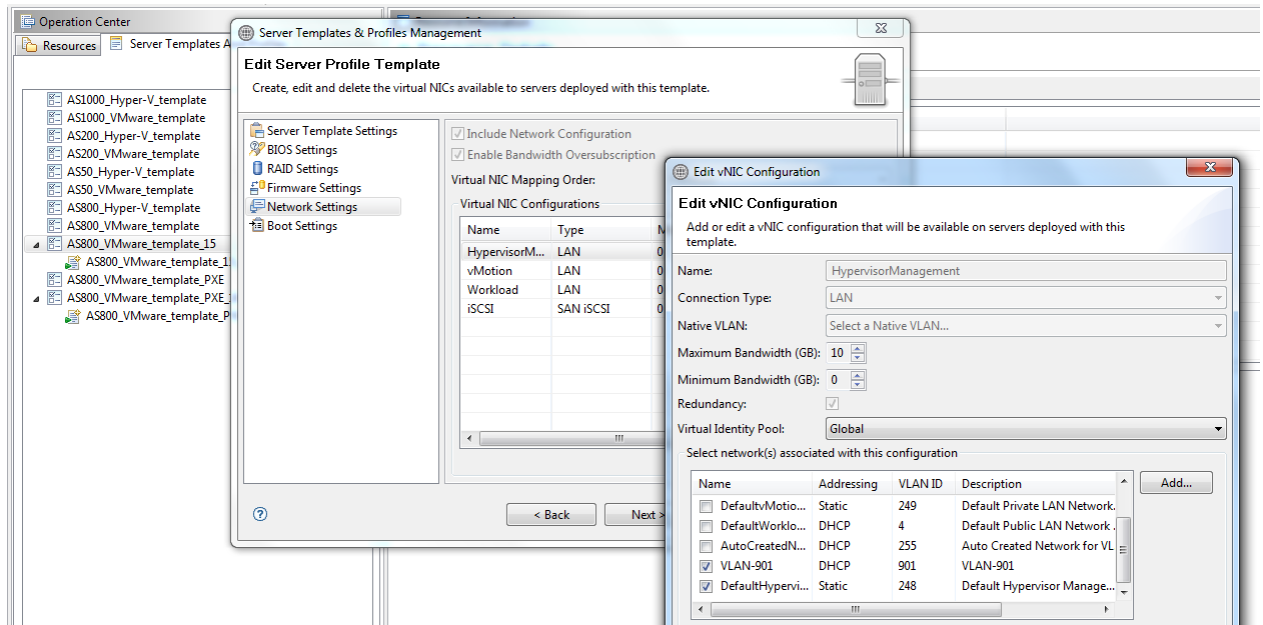 Operation Center
Resources
Server Templates A
AS1000_Hyper-V_template
AS1000_VMware_template
AS200_Hyper-V_template
AS200_VMware_template
AS50_Hyper-V_template
AS50_VMware_template
AS800_Hyper-V_template
AS800_VMware_template
AS800_VMware_template_15
AS800_VMware_template_1
AS800_VMware_template_PXE
AS800_VMware_template_PXE_
AS800_VMware_template_P
Server Templates & Profiles Management
Edit Server Profile Template
Create, edit and delete the virtual NICs available to servers deployed with this template.
Server Template Settings
BIOS Settings
RAID Settings
Firmware Settings
Network Settings
Boot Settings
Include Network Configuration
Enable Bandwidth Oversubscription
Virtual NIC Mapping Order:
Virtual NIC Configurations
Name Type M
HypervisorM... LAN 0
vMotion LAN 0
Workload LAN 0
iSCSI SAN iSCSI 0
< Back Next >
Edit vNIC Configuration
Edit vNIC Configuration
Add or edit a vNIC configuration that will be available on servers deployed with this
template.
Name: HypervisorManagement
Connection Type: LAN
Native VLAN: Select a Native VLAN...
Maximum Bandwidth (GB): 10
Minimum Bandwidth (GB): 0
Redundancy:
Virtual Identity Pool: Global
Select network(s) associated with this configuration
Name Addressing VLAN ID Description
Add...
DefaultvMotio... Static 249 Default Private LAN Network.
DefaultWorklo... DHCP 4 Default Public LAN Network .
AutoCreatedN... DHCP 255 Auto Created Network for VL
VLAN-901 DHCP 901 VLAN-901
DefaultHypervi... Static 248 Default Hypervisor Manage...